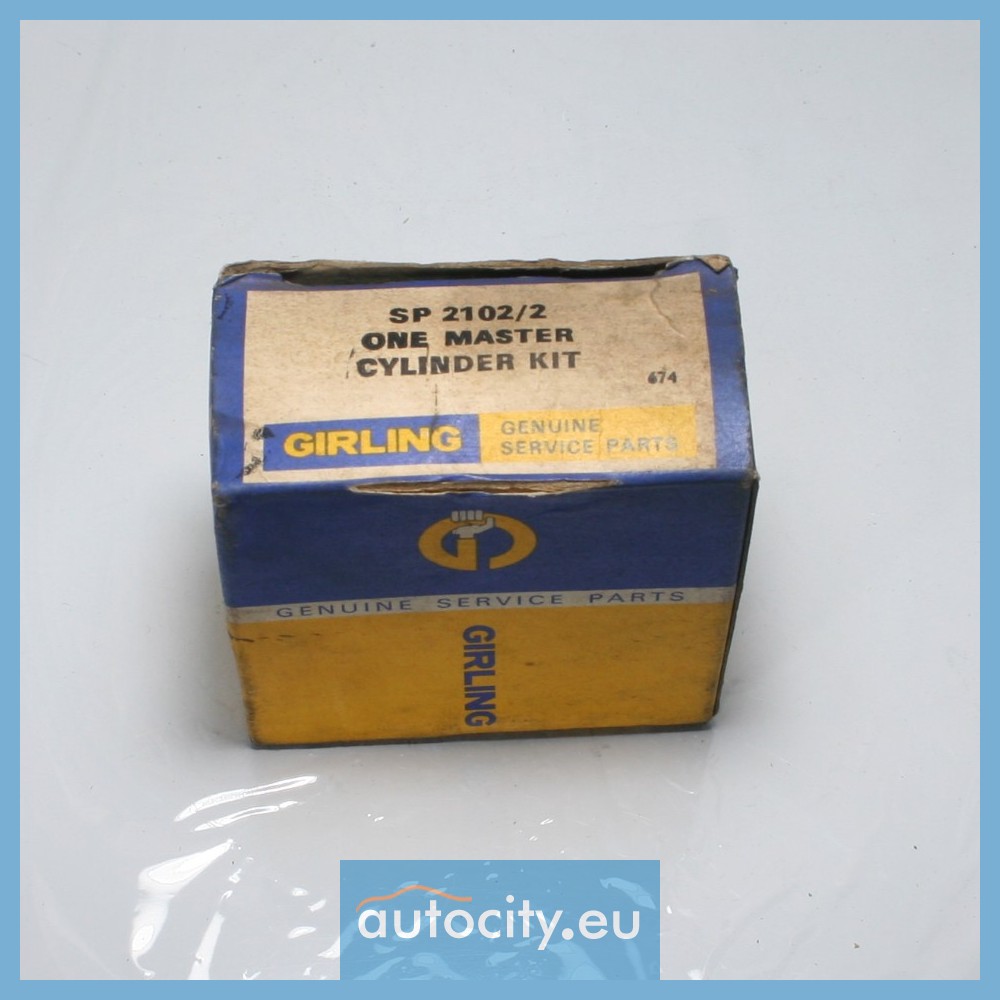 SP 2102/2
ONE MASTER
CYLINDER KIT
674
GIRLING
GENUINE
SERVICE PARTS
GENUINE SERVICE PARTS
GIRLING
autocity.eu